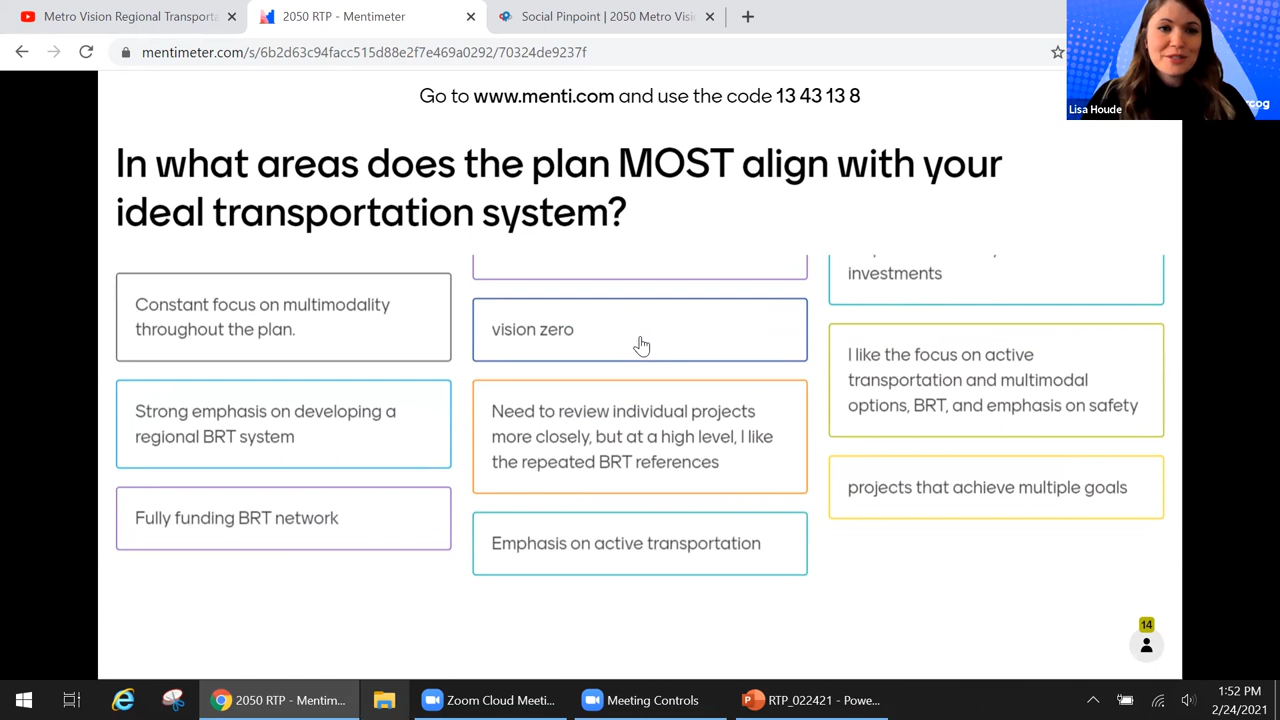 Metro Vision Regional Transporta
2050 RTP - Mentimeter
Social Pinpoint | 2050 Metro Visi
mentimeter.com/s/6b2d63c94facc515d88e2f7e469a0292/70324de9237f
Lisa Houde
rcog
Go to www.menti.com and use the code 13 43 13 8
In what areas does the plan MOST align with your
ideal transportation system?
Constant focus on multimodality
throughout the plan.
Strong emphasis on developing a
regional BRT system
Fully funding BRT network
vision zero
Need to review individual projects
more closely, but at a high level, I like
the repeated BRT references
Emphasis on active transportation
investments
I like the focus on active
transportation and multimodal
options, BRT, and emphasis on safety
projects that achieve multiple goals
14
2050 RTP - Mentim...
Zoom Cloud Meeti...
Meeting Controls
RTP_022421 - Powe...
1:52 PM
2/24/2021